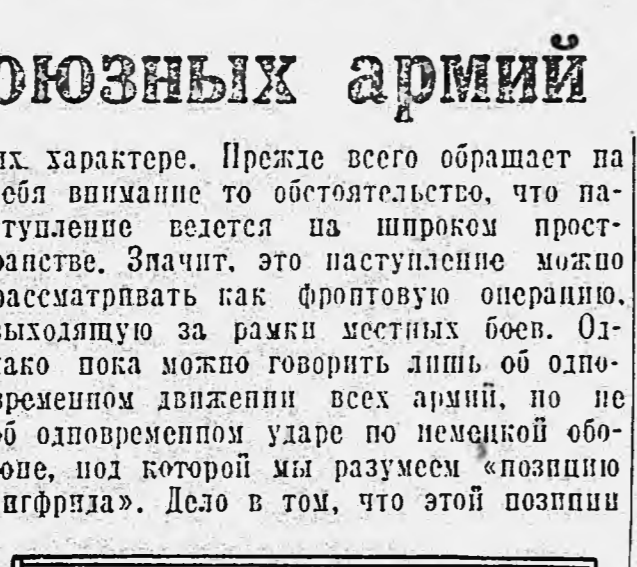 оюзных армий
их характере. Прежде всего обращает на
себя внимание то обстоятельство, что на-
ступление ведется на широком прост-
ранстве. Значит, это наступление можно
рассматривать как фронтовую операцию,
выходящую за рамки местных боев. Од-
нако пока можно говорить лишь об одно-
временном движении всех армий, но не
об одновременном ударе по немецкой обо-
роне, под которой мы разумеем «позицию
игфрида». Дело в том, что этой позиции